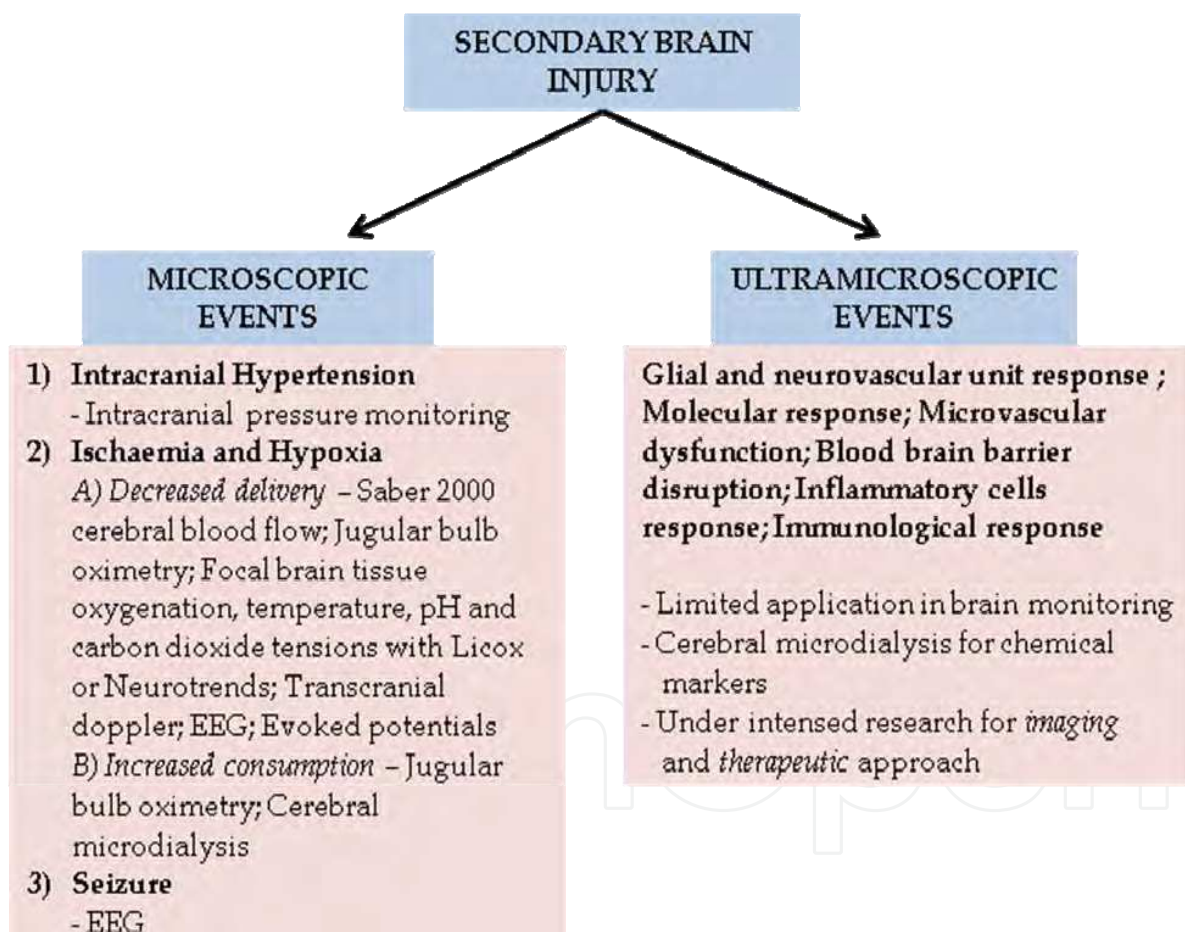 SECONDARY BRAIN
INJURY
MICROSCOPIC
EVENTS
1) Intracranial Hypertension
- Intracranial pressure monitoring
2) Ischaemia and Hypoxia
A) Decreased delivery – Saber 2000
cerebral blood flow; Jugular bulb
oximetry; Focal brain tissue
oxygenation, temperature, pH and
carbon dioxide tensions with Licox
or Neurotrends; Transcranial
doppler; EEG; Evoked potentials
B) Increased consumption – Jugular
bulb oximetry; Cerebral
microdialysis
3) Seizure
- EEG
ULTRAMICROSCOPIC
EVENTS
Glial and neurovascular unit response ;
Molecular response; Microvascular
dysfunction; Blood brain barrier
disruption; Inflammatory cells
response; Immunological response
- Limited application in brain monitoring
- Cerebral microdialysis for chemical
markers
- Under intensed research for imaging
and therapeutic approach